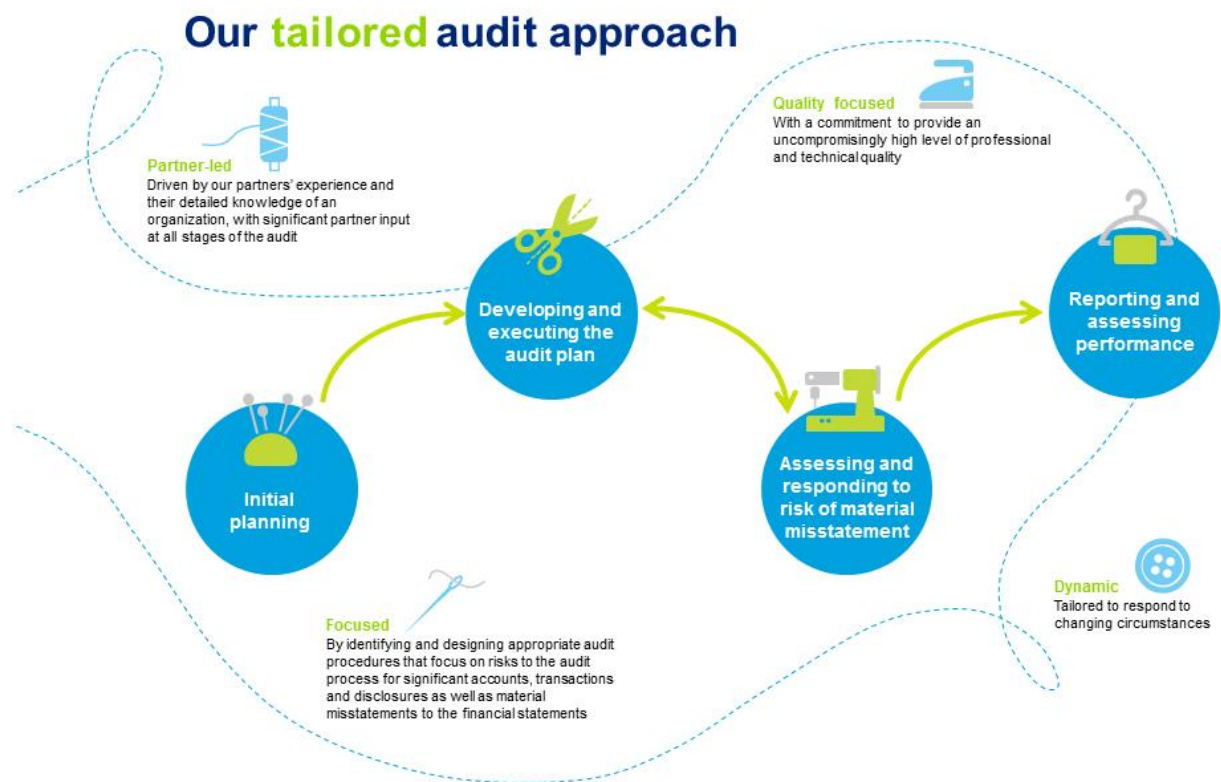 Our tailored audit approach
Partner-led
Driven by our partners' experience and
their detailed knowledge of an
organization, with significant partner input
at all stages of the audit
Quality focused
With a commitment to provide an
uncompromisingly high level of professional
and technical quality
Developing and
executing the
audit plan
Reporting and
assessing
performance
Initial
planning
Assessing and
responding to
risk of material
misstatement
Focused
By identifying and designing appropriate audit
procedures that focus on risks to the audit
process for significant accounts, transactions
and disclosures as well as material
misstatements to the financial statements
Dynamic
Tailored to respond to
changing circumstances